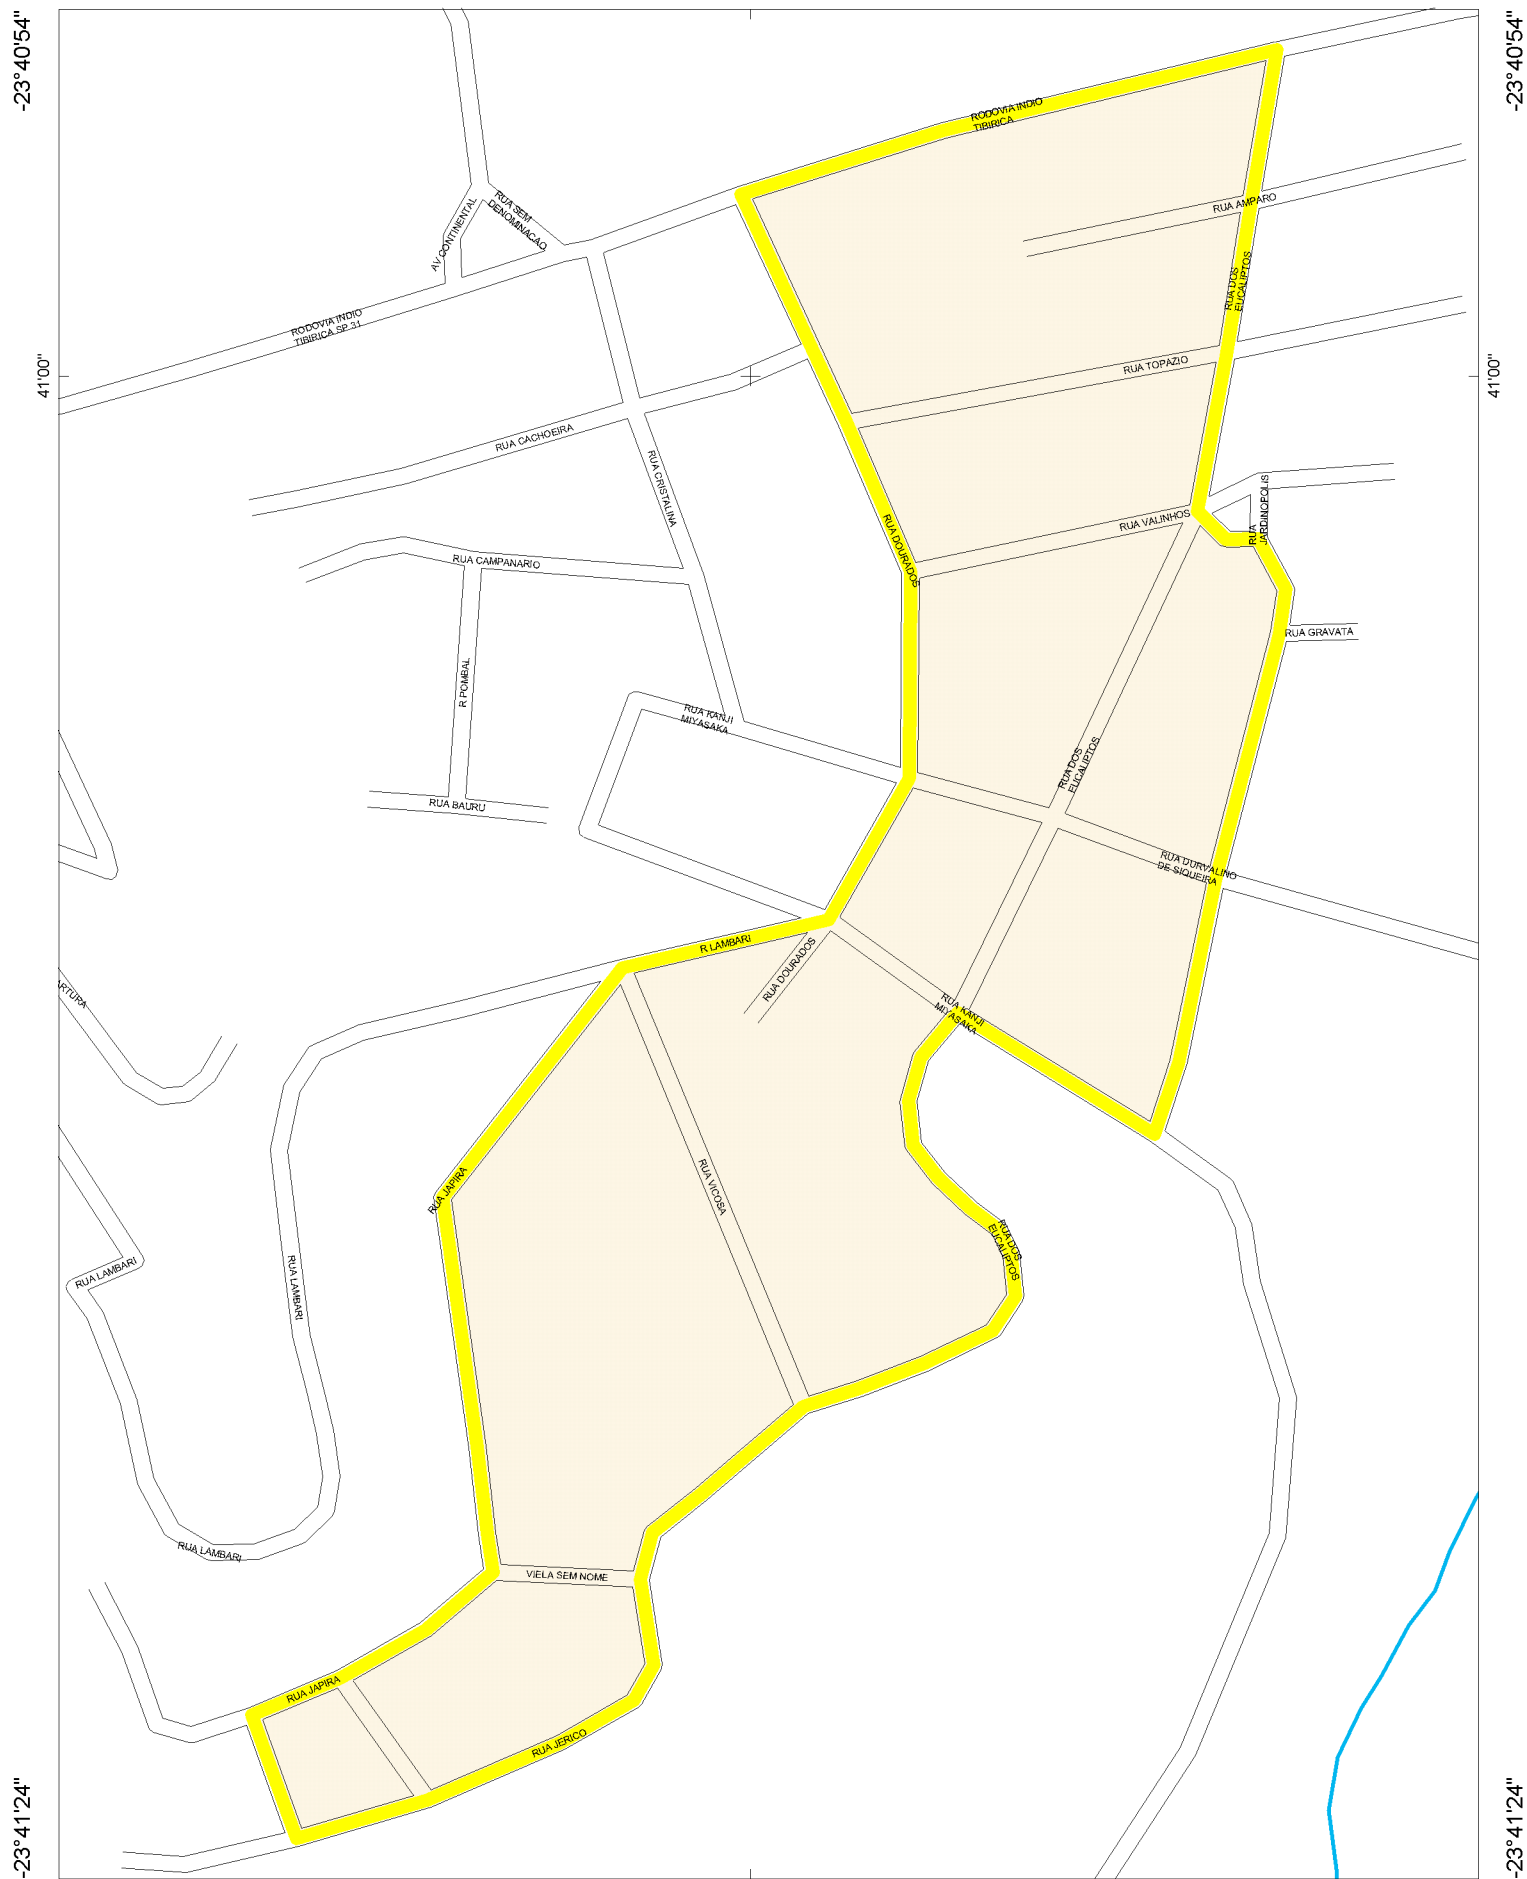 -23°40'54"
-23°40'54"
RODOVIA INDIO
TIBIRICA
RUA SEM
DENOMINACAO
AV CONTINENTAL
RUA AMPARO
RUA DOS
EUCALIPTOS
RODOVIA INDIO
TIBIRICA SP 31
41'00"
41'00"
RUA TOPAZIO
RUA CACHOEIRA
RUA CRISTALINA
RUA VALINHOS
RUA
JARDINOPOLIS
RUA DOURADOS
RUA CAMPANARIO
RUA GRAVATA
R POMBAL
RUA KANJI
MIYASAKA
RUA DOS
EUCALIPTOS
RUA BAURU
RUA DURVALINO
DE SIQUEIRA
R LAMBARI
RUA DOURADOS
ARTURA
RUA KANJI
MIYASAKA
RUA VICOSA
RUA JAPIRA
RUA DOS
EUCALIPTOS
RUA LAMBARI
RUA LAMBARI
RUA LAMBARI
VIELA SEM NOME
RUA JAPIRA
RUA JERICO
-23°41'24"
-23°41'24"